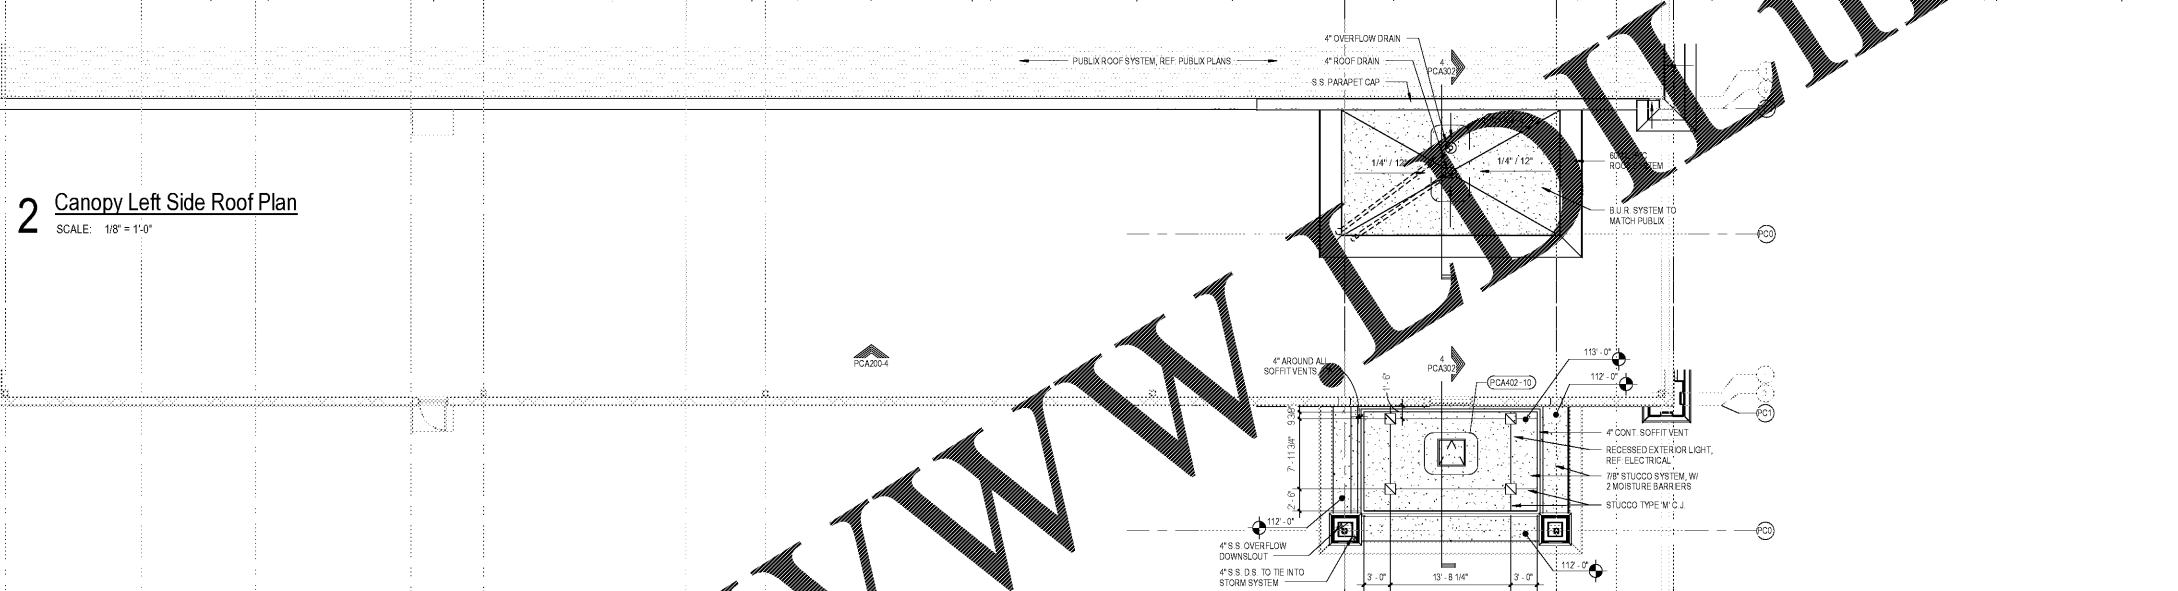 4" OVERFLOW DRAIN
PUBLIX ROOF SYSTEM, REF: PUBLIX PLANS
4" ROOF DRAIN
4
PCA302
S.S. PARAPET CAP
1/4" / 12"
1/4" / 12"
2
Canopy Left Side Roof Plan
SCALE: 1/8" = 1'-0"
B.U.R. SYSTEM TO
MATCH PUBLIX
PC0
PCA200-4
4" AROUND ALL
SOFFIT VENTS
4
PCA302
113' - 0"
112' - 0"
PCA402 - 10
1' - 6"
PC1
4" CONT. SOFFIT VENT
RECESSED EXTERIOR LIGHT,
REF: ELECTRICAL
7/8" STUCCO SYSTEM, W/
2 MOISTURE BARRIERS
STUCCO TYPE 'M' C.J.
7' - 11 3/4"
2' - 6"
112' - 0"
PC0
4" S.S. OVERFLOW
DOWNSLOUT
4" S.S. D.S. TO TIE INTO
STORM SYSTEM
112' - 0"
3' - 0"
13' - 8 1/4"
3' - 0"